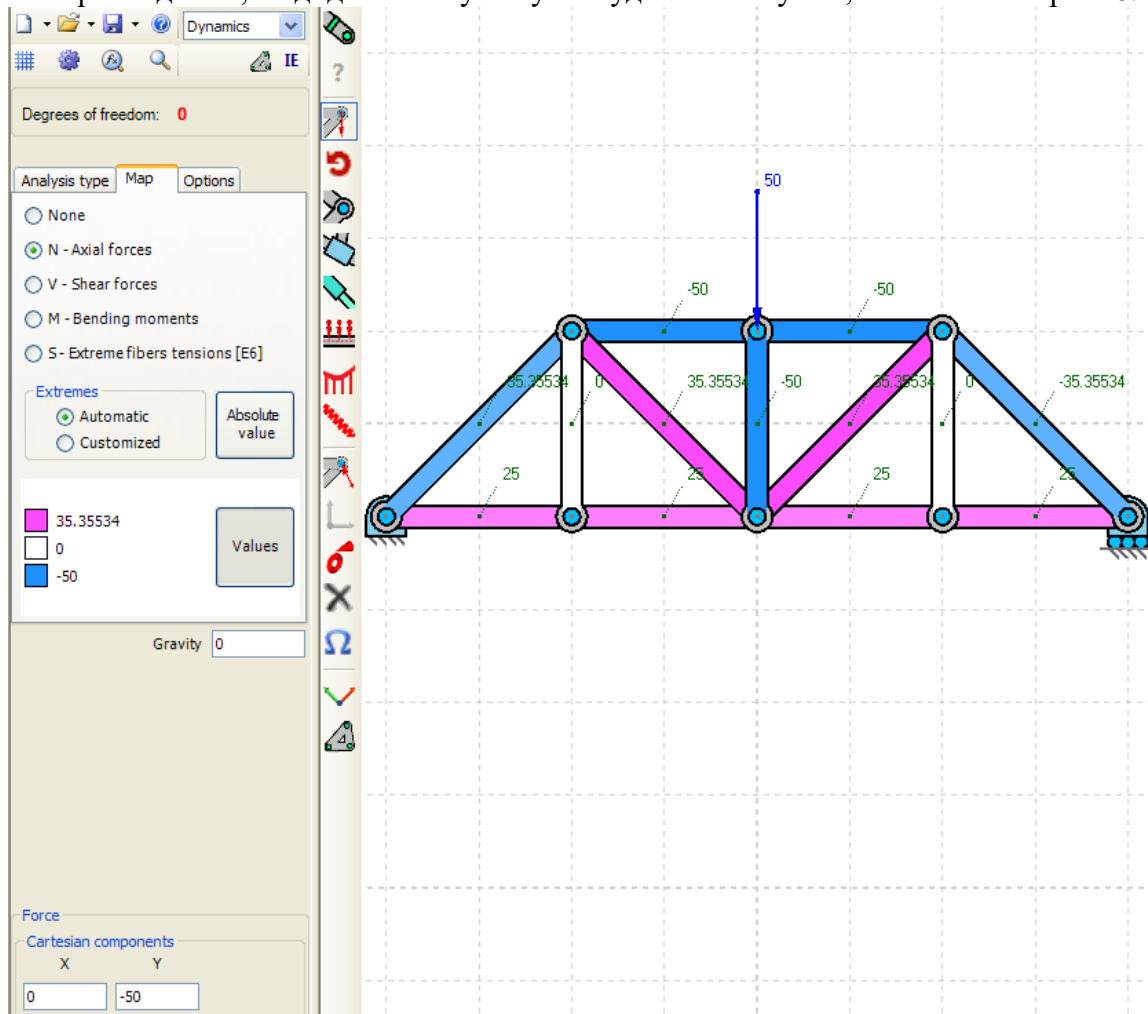 Dynamics
IE
?
Degrees of freedom: 0
Analysis type Map Options
None
N - Axial forces
V - Shear forces
M - Bending moments
S - Extreme fibers tensions [E6]
Extremes
Automatic
Customized
Absolute
value
35.35534
0
-50
Values
Gravity 0
Force
Cartesian components
X Y
0 -50
50
-50 -50
35.35534 0 35.35534 -50 35.35534 0 -35.35534
25 25 25 25